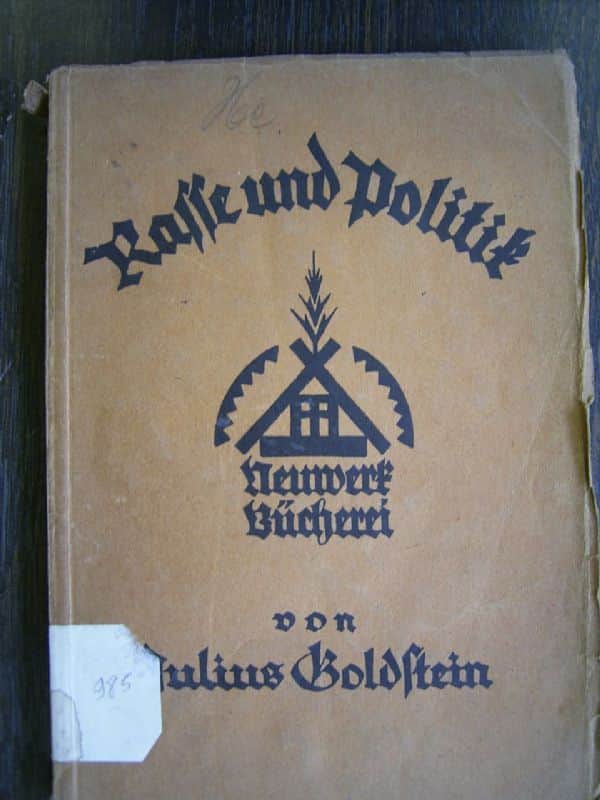 Rasse und Politik
Neuwerk
Bücherei
von
Julius Goldstein
985